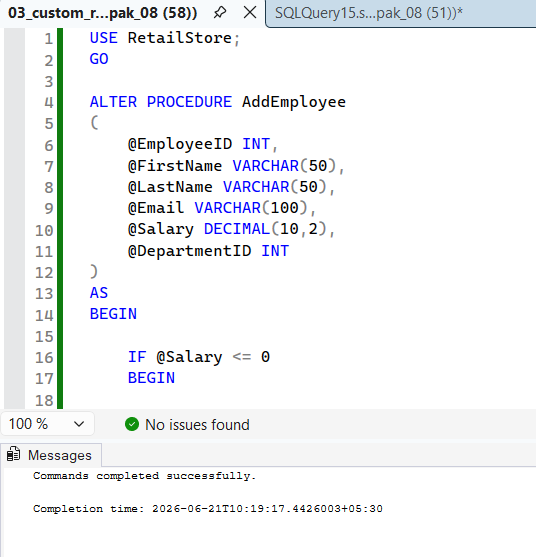 03_custom_r...pak_08 (58))
SQLQuery15.s...pak_08 (51))*
1 USE RetailStore;
2 GO
3
4 ALTER PROCEDURE AddEmployee
5 (
6 @EmployeeID INT,
7 @FirstName VARCHAR(50),
8 @LastName VARCHAR(50),
9 @Email VARCHAR(100),
10 @Salary DECIMAL(10,2),
11 @DepartmentID INT
12 )
13 AS
14 BEGIN
15
16 IF @Salary <= 0
17 BEGIN
18
100 %
No issues found
Messages
Commands completed successfully.
Completion time: 2026-06-21T10:19:17.4426003+05:30